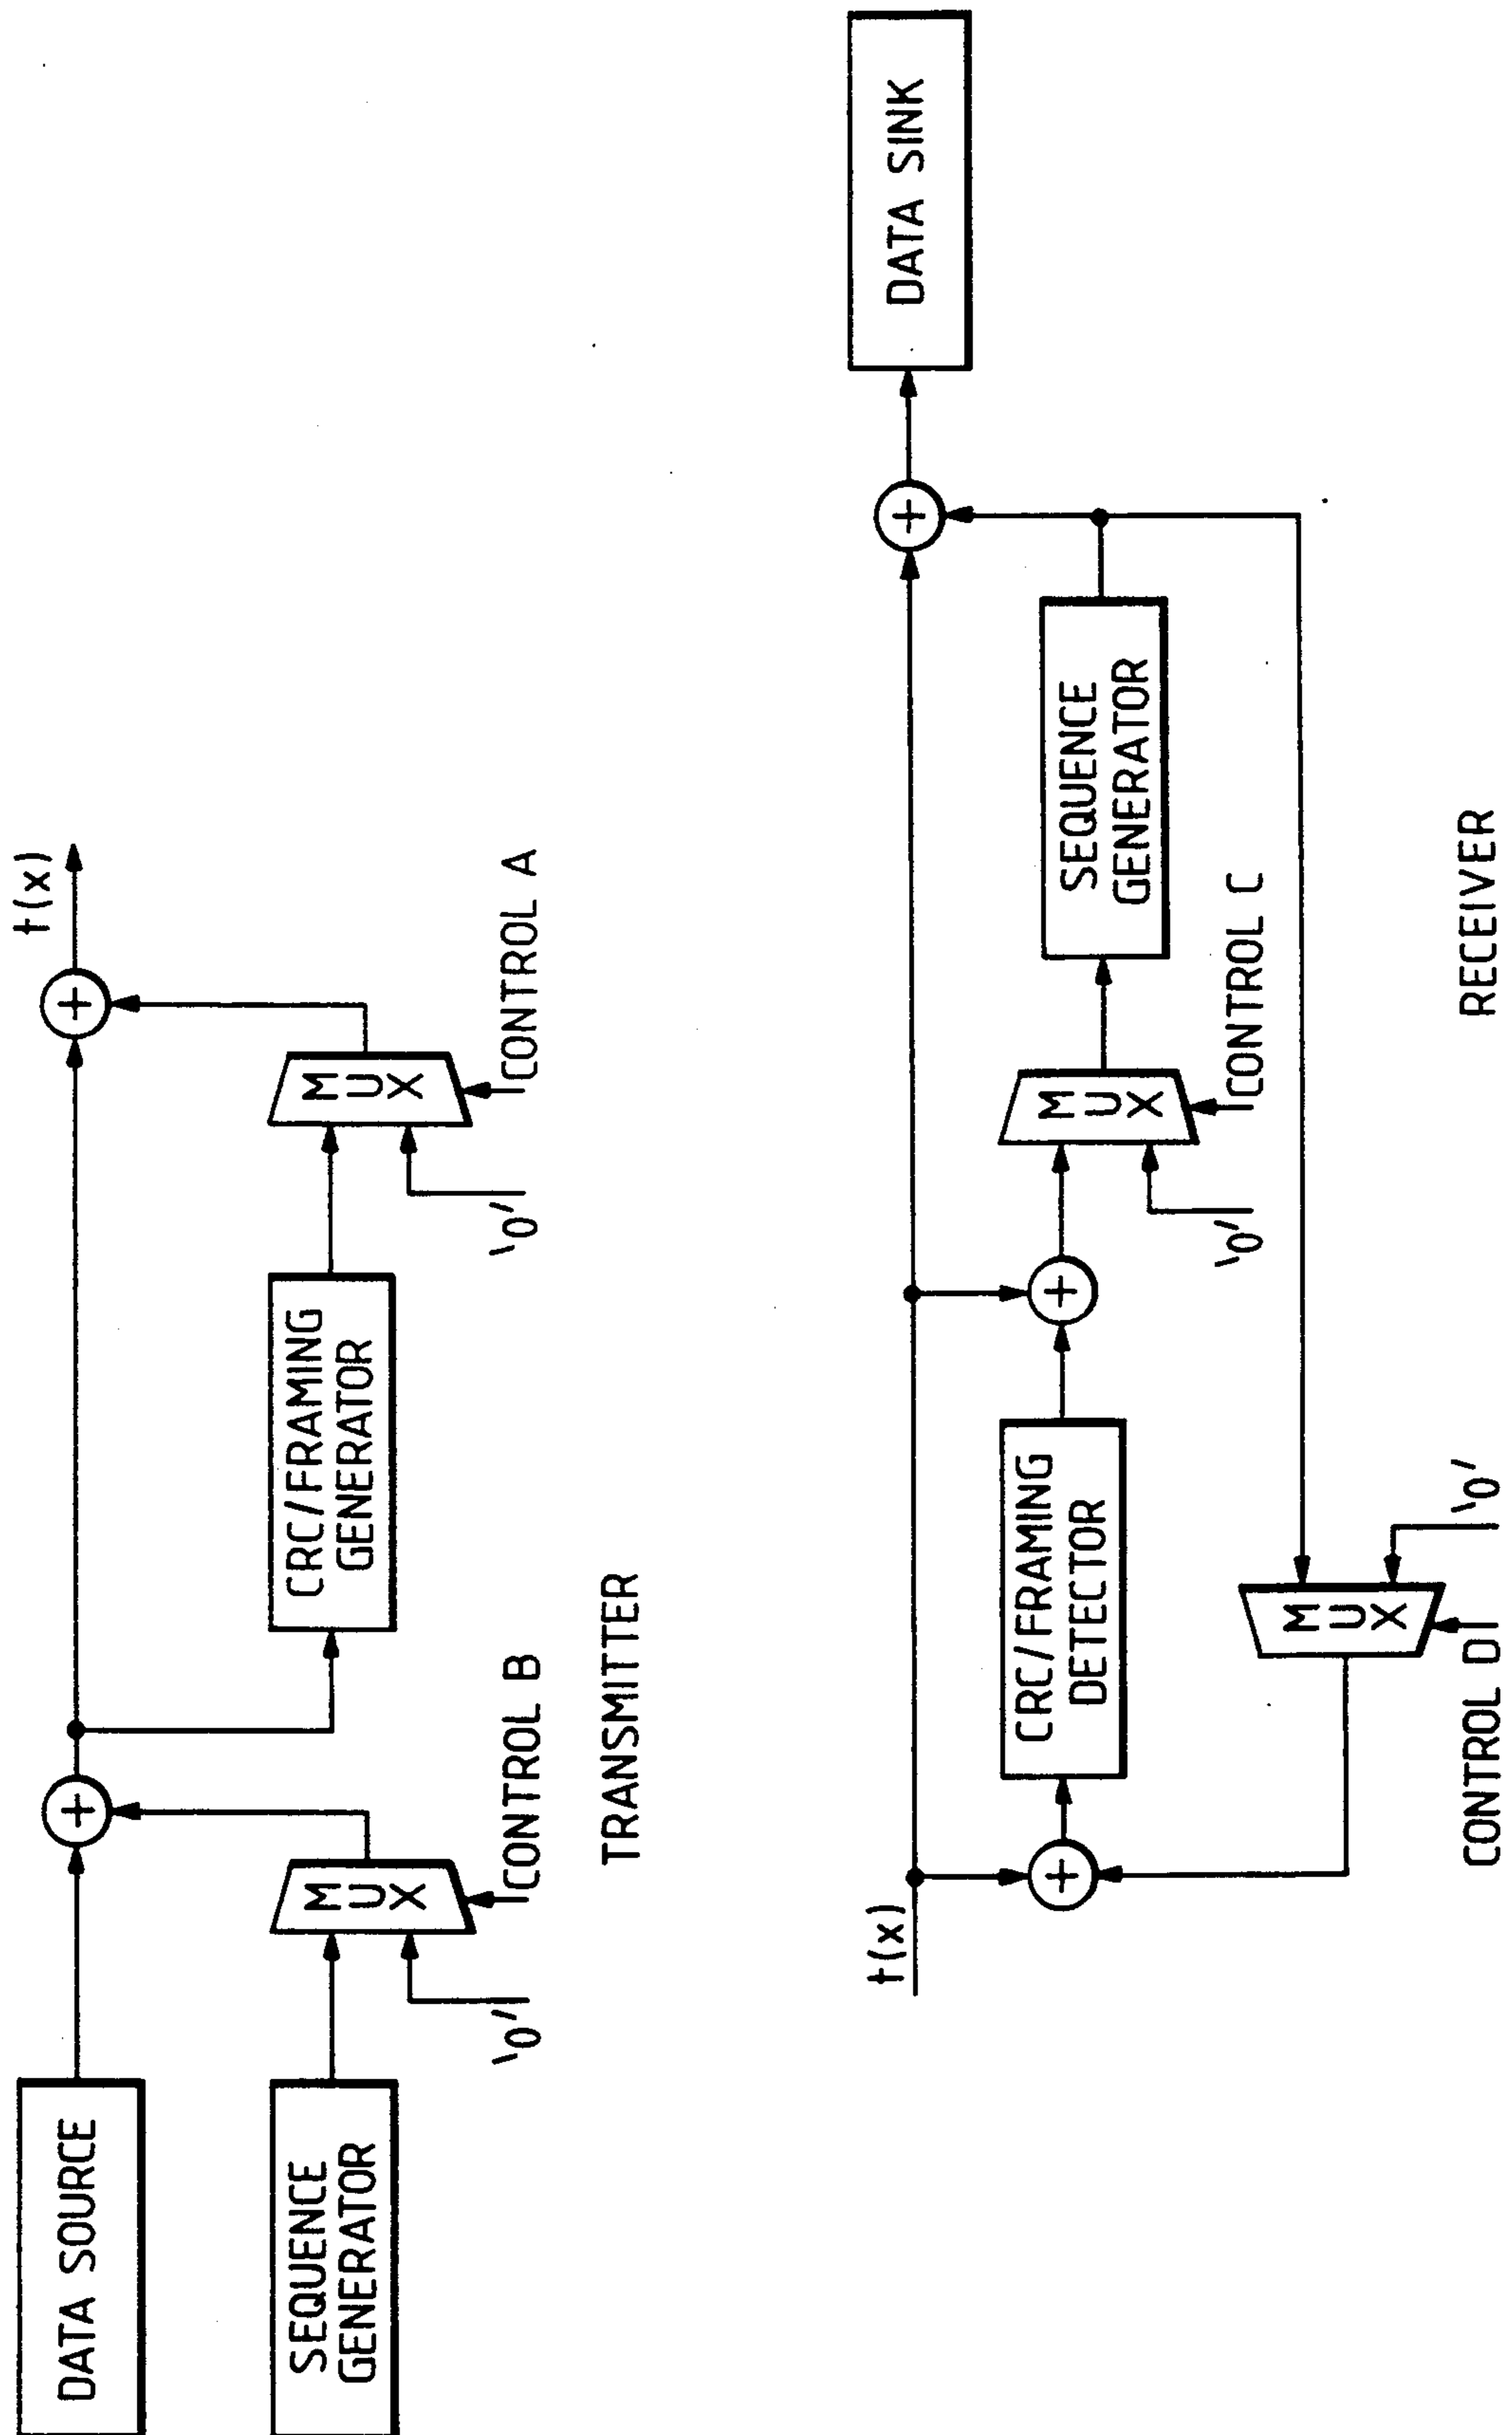 DATA SOURCE
SEQUENCE
GENERATOR
'0'
MUX
CONTROL B
CRC/FRAMING
GENERATOR
'0'
MUX
CONTROL A
t(x)
TRANSMITTER
t(x)
CRC/FRAMING
DETECTOR
CONTROL D
MUX
'0'
'0'
MUX
CONTROL C
SEQUENCE
GENERATOR
DATA SINK
RECEIVER